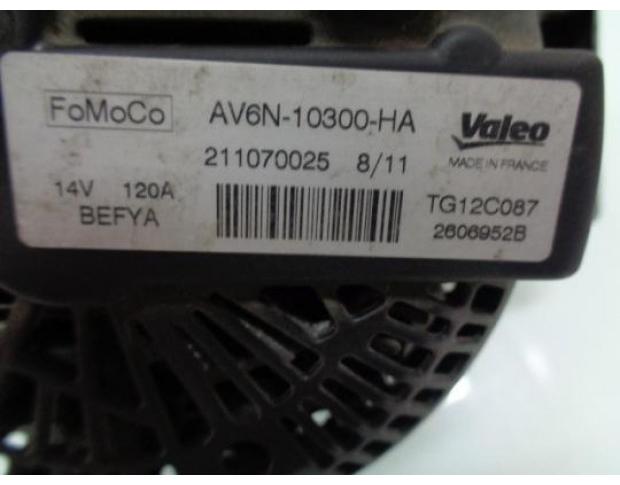 FoMoCo AV6N-10300-HA Valeo
211070025 8/11 MADE IN FRANCE
14V 120A TG12C087
BEFYA 2606952B